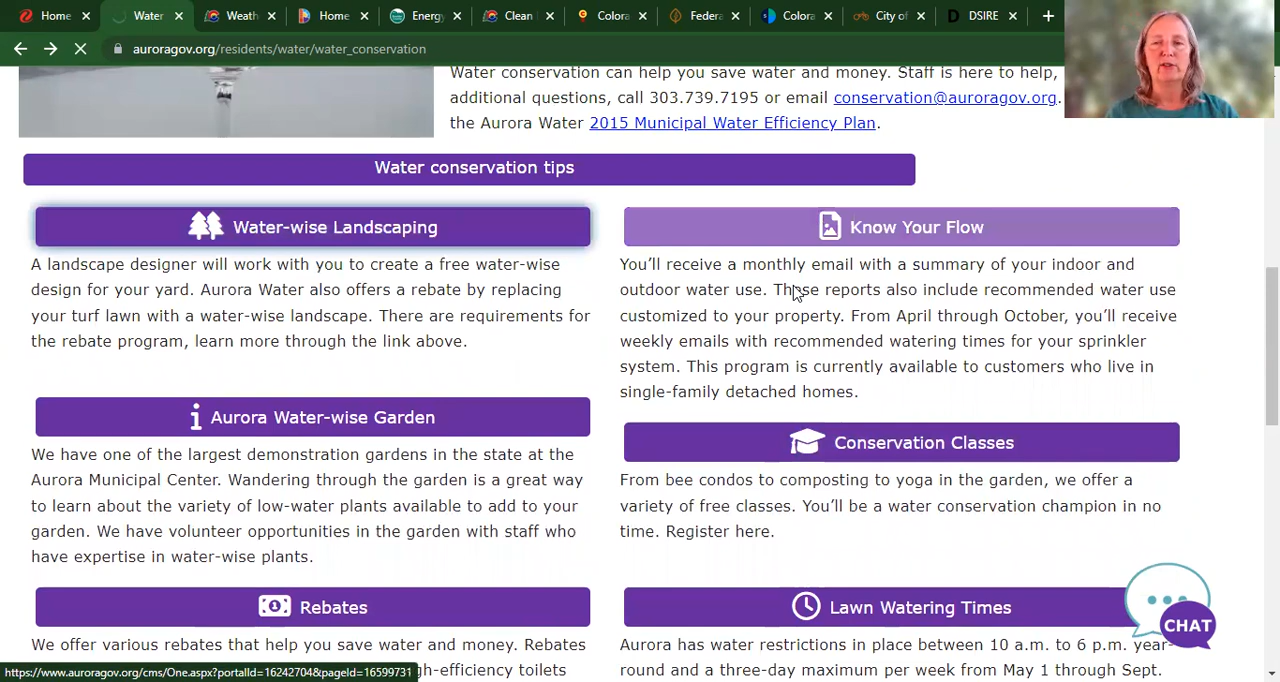 Home
Water
Weath
Home
Energy
Clean
Colora
Federa
Colora
City of
DSIRE
auroragov.org/residents/water/water_conservation
Water conservation can help you save water and money. Staff is here to help,
additional questions, call 303.739.7195 or email conservation@auroragov.org.
the Aurora Water 2015 Municipal Water Efficiency Plan.
Water conservation tips
Water-wise Landscaping
A landscape designer will work with you to create a free water-wise
design for your yard. Aurora Water also offers a rebate by replacing
your turf lawn with a water-wise landscape. There are requirements for
the rebate program, learn more through the link above.
Know Your Flow
You'll receive a monthly email with a summary of your indoor and
outdoor water use. These reports also include recommended water use
customized to your property. From April through October, you'll receive
weekly emails with recommended watering times for your sprinkler
system. This program is currently available to customers who live in
single-family detached homes.
Aurora Water-wise Garden
We have one of the largest demonstration gardens in the state at the
Aurora Municipal Center. Wandering through the garden is a great way
to learn about the variety of low-water plants available to add to your
garden. We have volunteer opportunities in the garden with staff who
have expertise in water-wise plants.
Conservation Classes
From bee condos to composting to yoga in the garden, we offer a
variety of free classes. You'll be a water conservation champion in no
time. Register here.
Rebates
We offer various rebates that help you save water and money. Rebates
gh-efficiency toilets
Lawn Watering Times
Aurora has water restrictions in place between 10 a.m. to 6 p.m. year-
round and a three-day maximum per week from May 1 through Sept.
CHAT
https://www.auroragov.org/cms/One.aspx?portalId=16242704&pageId=16599731